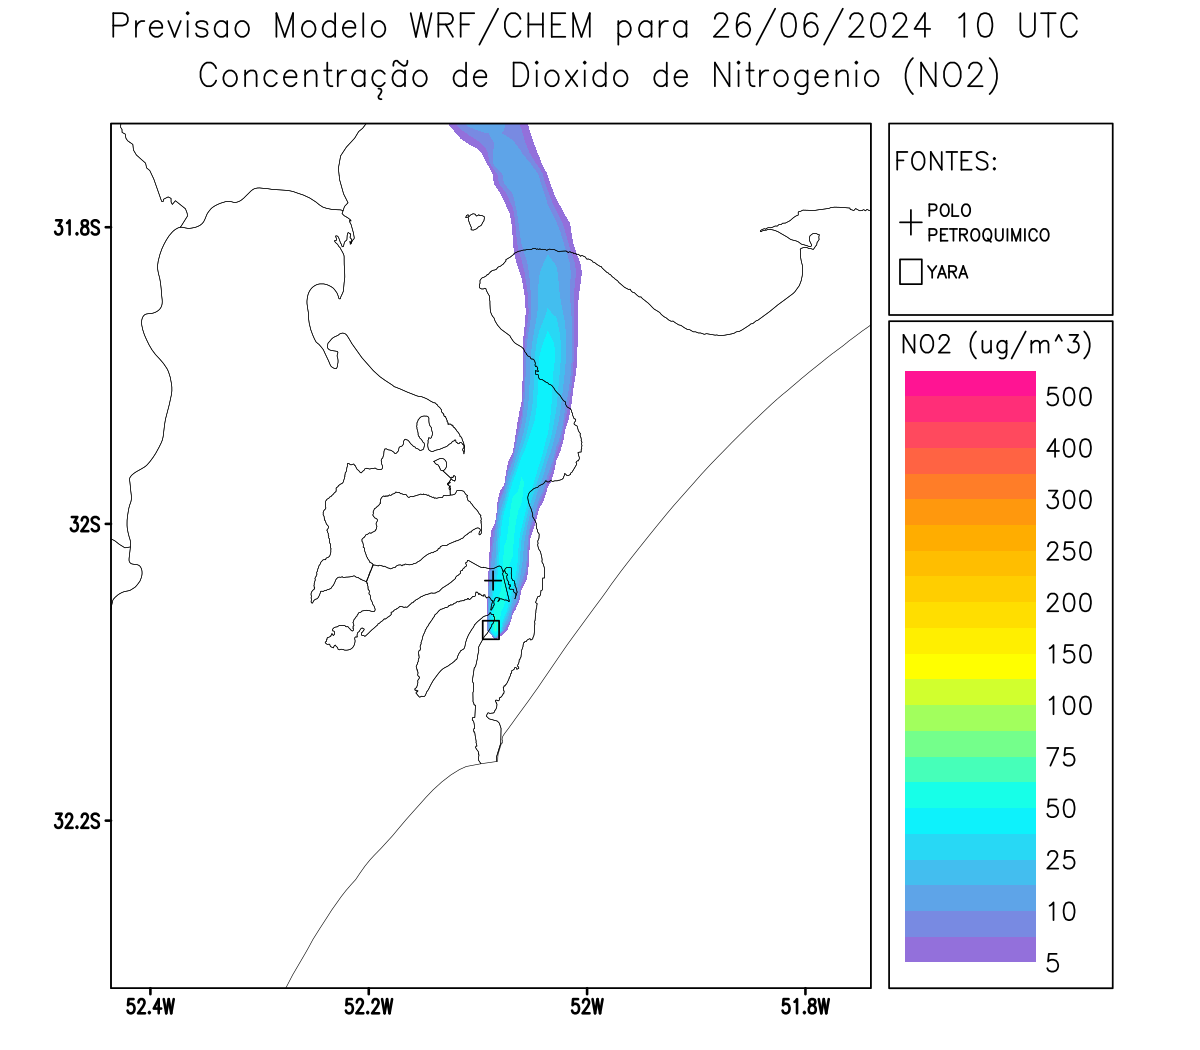 Previsao Modelo WRF/CHEM para 26/06/2024 10 UTC
Concentração de Dioxido de Nitrogenio (NO2)
FONTES:
POLO
PETROQUIMICO
YARA
NO2 (ug/m^3)
500
400
300
250
200
150
100
75
50
25
10
5
31.8S
32S
32.2S
52.4W
52.2W
52W
51.8W